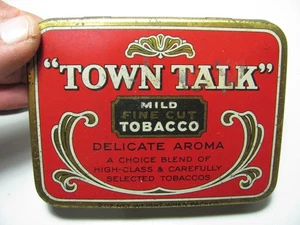 "TOWN TALK"
MILD
FINE CUT
TOBACCO
DELICATE AROMA
A CHOICE BLEND OF
HIGH-CLASS & CAREFULLY
SELECTED TOBACCOS